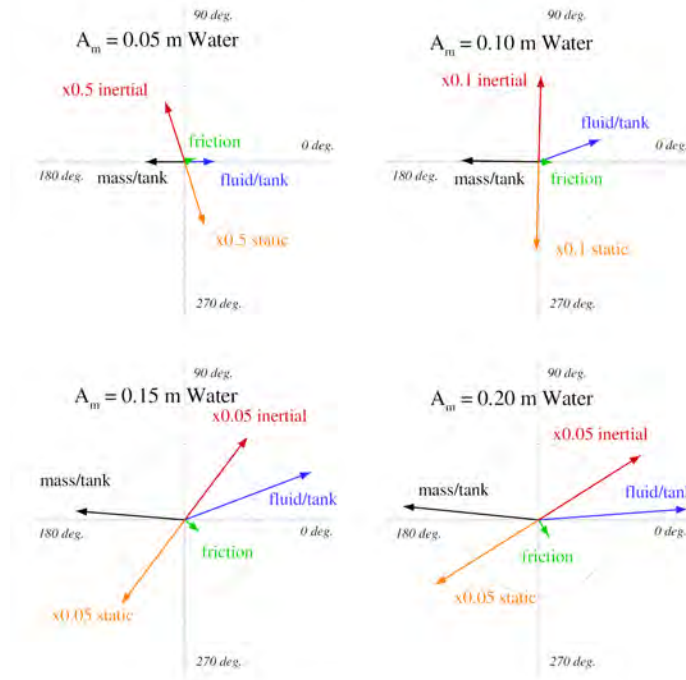 90 deg.
A_m = 0.05 m Water
x0.5 inertial
friction
0 deg.
180 deg.
mass/tank
fluid/tank
x0.5 static
270 deg.
90 deg.
A_m = 0.10 m Water
x0.1 inertial
fluid/tank
0 deg.
180 deg.
mass/tank
friction
x0.1 static
270 deg.
90 deg.
A_m = 0.15 m Water
x0.05 inertial
mass/tank
fluid/tank
180 deg.
0 deg.
friction
x0.05 static
270 deg.
90 deg.
A_m = 0.20 m Water
x0.05 inertial
mass/tank
fluid/tank
180 deg.
0 deg.
friction
x0.05 static
270 deg.